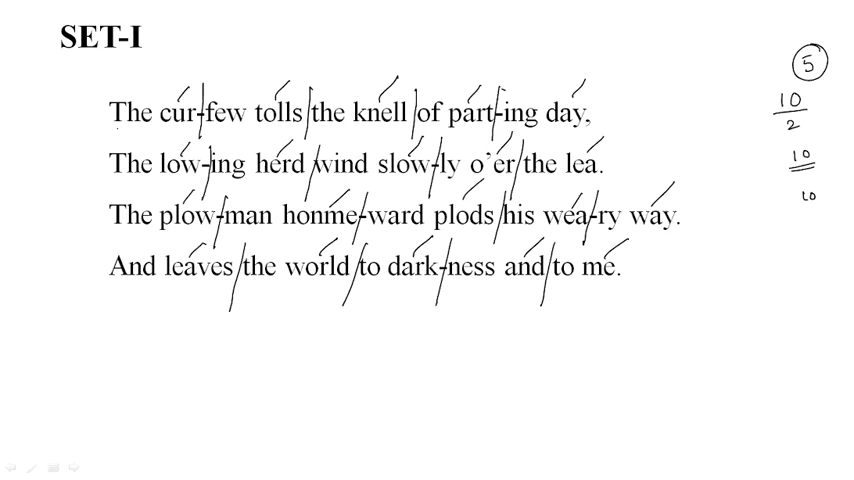 SET-I
The cur-few tolls the knell of part-ing day,
The low-ing herd wind slow-ly o'er the lea.
The plow-man honme-ward plods his wea-ry way.
And leaves the world to dark-ness and to me.
5
10
2
10
10